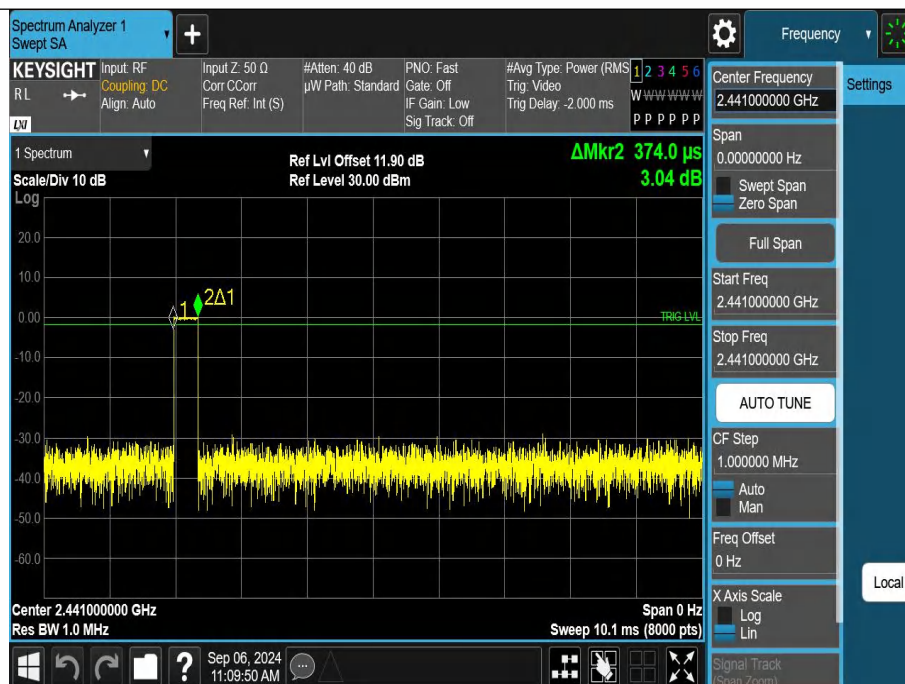 Spectrum Analyzer 1
Swept SA
+
Frequency
KEYSIGHT
RL
LXI
Input: RF
Coupling: DC
Align: Auto
Input Z: 50 Ω
Corr CCorr
Freq Ref: Int (S)
#Atten: 40 dB
µW Path: Standard
PNO: Fast
Gate: Off
IF Gain: Low
Sig Track: Off
#Avg Type: Power (RMS
Trig: Video
Trig Delay: -2.000 ms
1 2 3 4 5 6
W W W W W W
P P P P P P
1 Spectrum
Scale/Div 10 dB
Log
Ref Lvl Offset 11.90 dB
Ref Level 30.00 dBm
ΔMkr2 374.0 µs
3.04 dB
20.0
10.0
0.00
-10.0
-20.0
-30.0
-40.0
-50.0
-60.0
1
2Δ1
TRIG LVL
Center 2.441000000 GHz
Res BW 1.0 MHz
Span 0 Hz
Sweep 10.1 ms (8000 pts)
Center Frequency
2.441000000 GHz
Span
0.00000000 Hz
Swept Span
Zero Span
Full Span
Start Freq
2.441000000 GHz
Stop Freq
2.441000000 GHz
AUTO TUNE
CF Step
1.000000 MHz
Auto
Man
Freq Offset
0 Hz
X Axis Scale
Log
Lin
Signal Track
(Span Zoom)
Settings
Local
?
Sep 06, 2024
11:09:50 AM